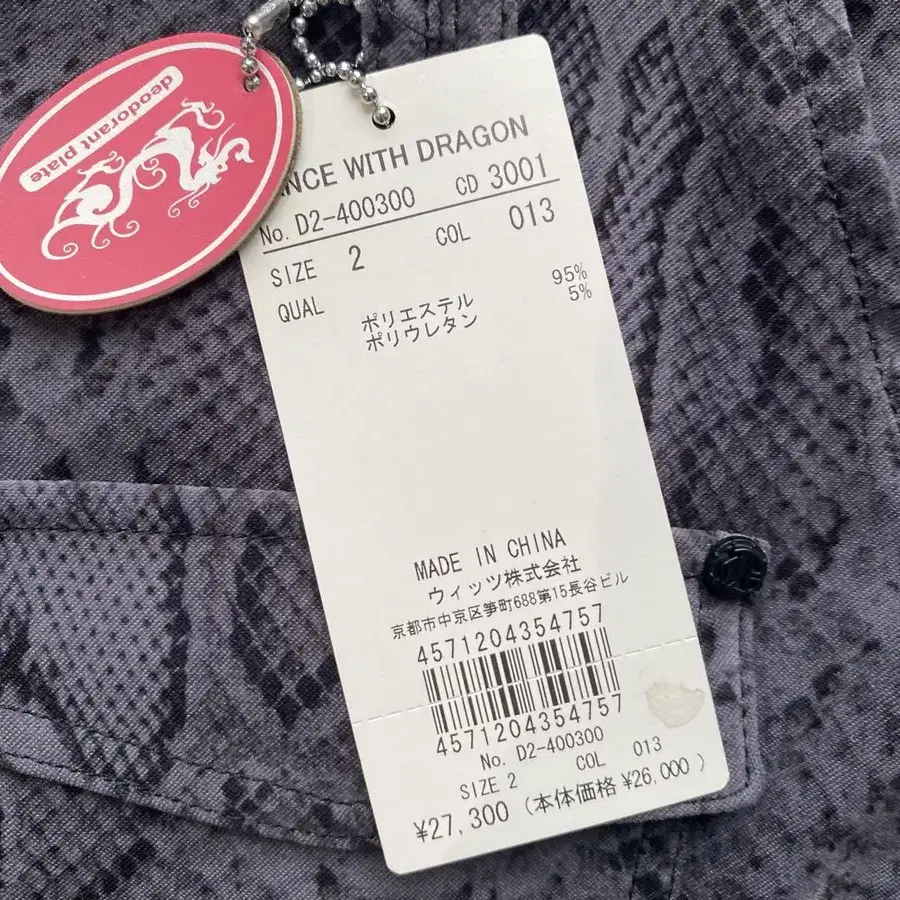 deodorant plate
NCE WITH DRAGON
No. D2-400300 CD 3001
SIZE 2 COL 013
QUAL ポリエステル 95%
ポリウレタン 5%
MADE IN CHINA
ウィッツ株式会社
京都市中京区笋町688第15長谷ビル
4571204354757
4571204354757
No. D2-400300
SIZE 2 COL 013
¥27,300 (本体価格 ¥26,000 )